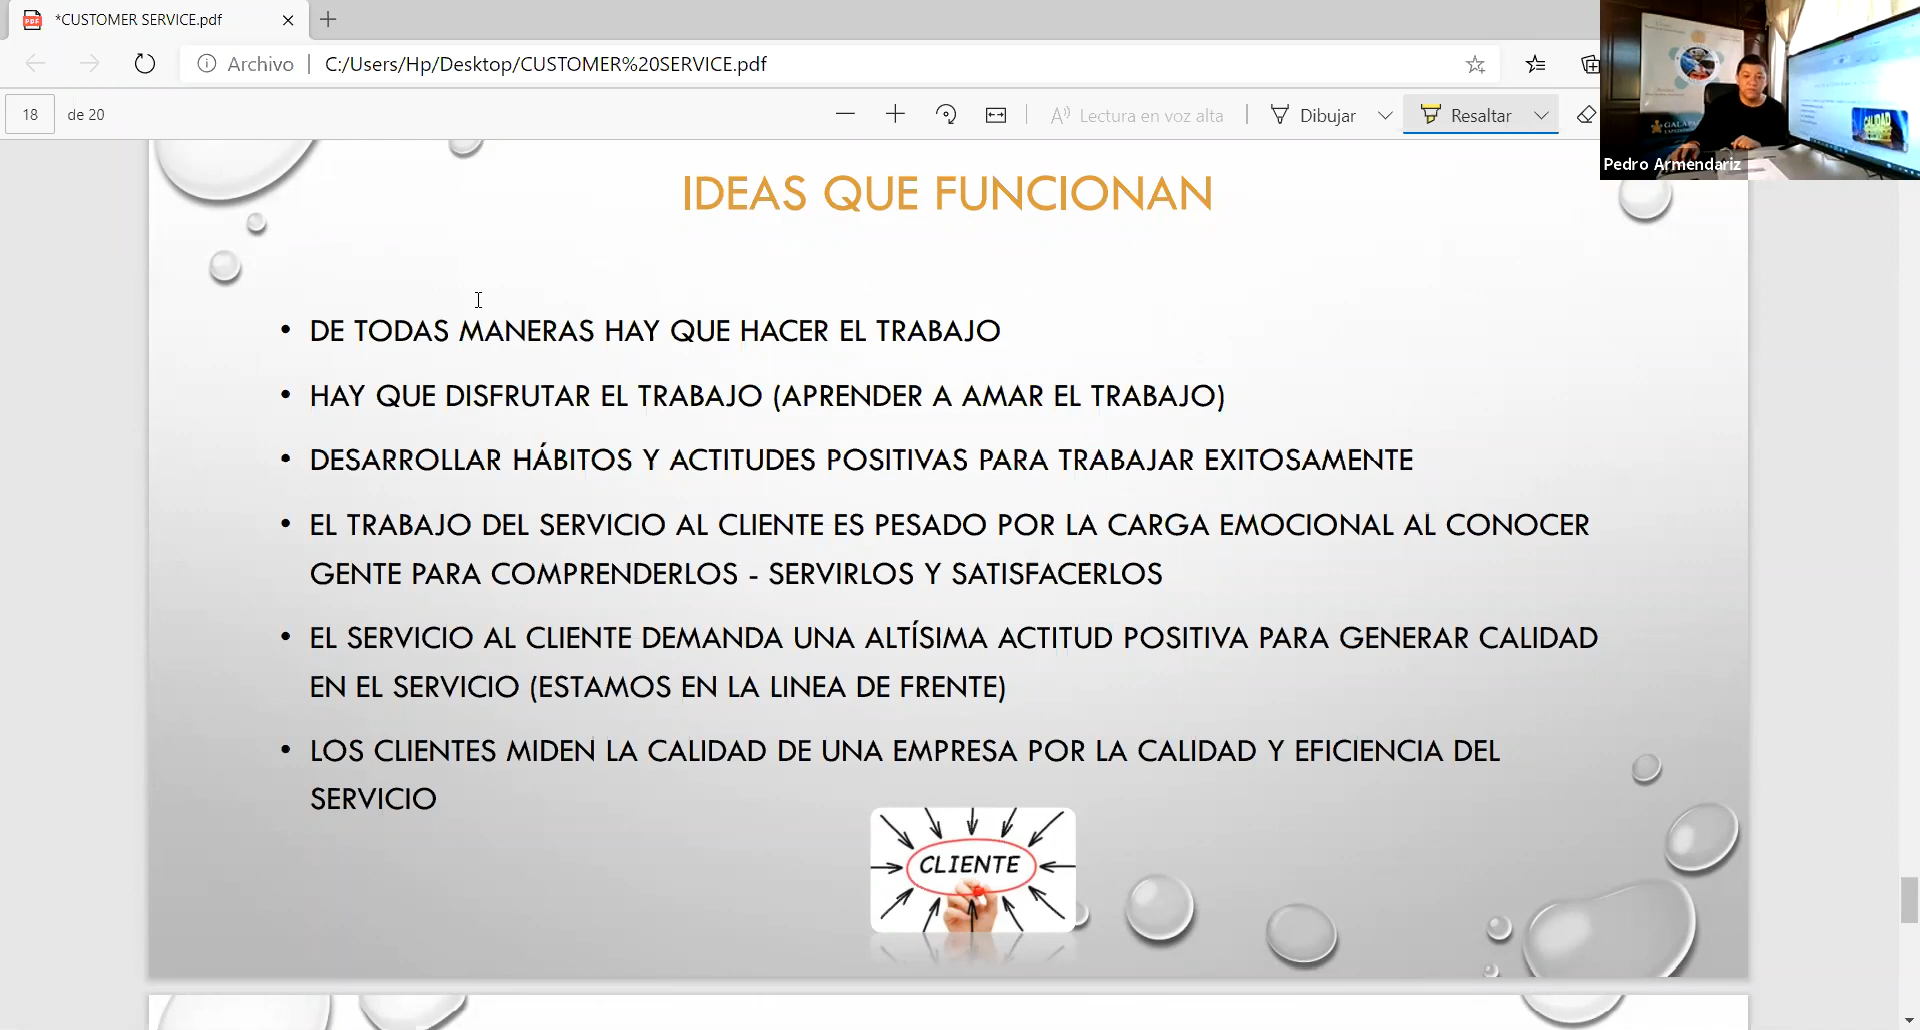 *CUSTOMER SERVICE.pdf
Archivo
C:/Users/Hp/Desktop/CUSTOMER%20SERVICE.pdf
18 de 20
Lectura en voz alta
Dibujar
Resaltar
CALIDAD
Pedro Armendariz
IDEAS QUE FUNCIONAN
• DE TODAS MANERAS HAY QUE HACER EL TRABAJO
• HAY QUE DISFRUTAR EL TRABAJO (APRENDER A AMAR EL TRABAJO)
• DESARROLLAR HÁBITOS Y ACTITUDES POSITIVAS PARA TRABAJAR EXITOSAMENTE
• EL TRABAJO DEL SERVICIO AL CLIENTE ES PESADO POR LA CARGA EMOCIONAL AL CONOCER
GENTE PARA COMPRENDERLOS - SERVIRLOS Y SATISFACERLOS
• EL SERVICIO AL CLIENTE DEMANDA UNA ALTÍSIMA ACTITUD POSITIVA PARA GENERAR CALIDAD
EN EL SERVICIO (ESTAMOS EN LA LINEA DE FRENTE)
• LOS CLIENTES MIDEN LA CALIDAD DE UNA EMPRESA POR LA CALIDAD Y EFICIENCIA DEL
SERVICIO
CLIENTE